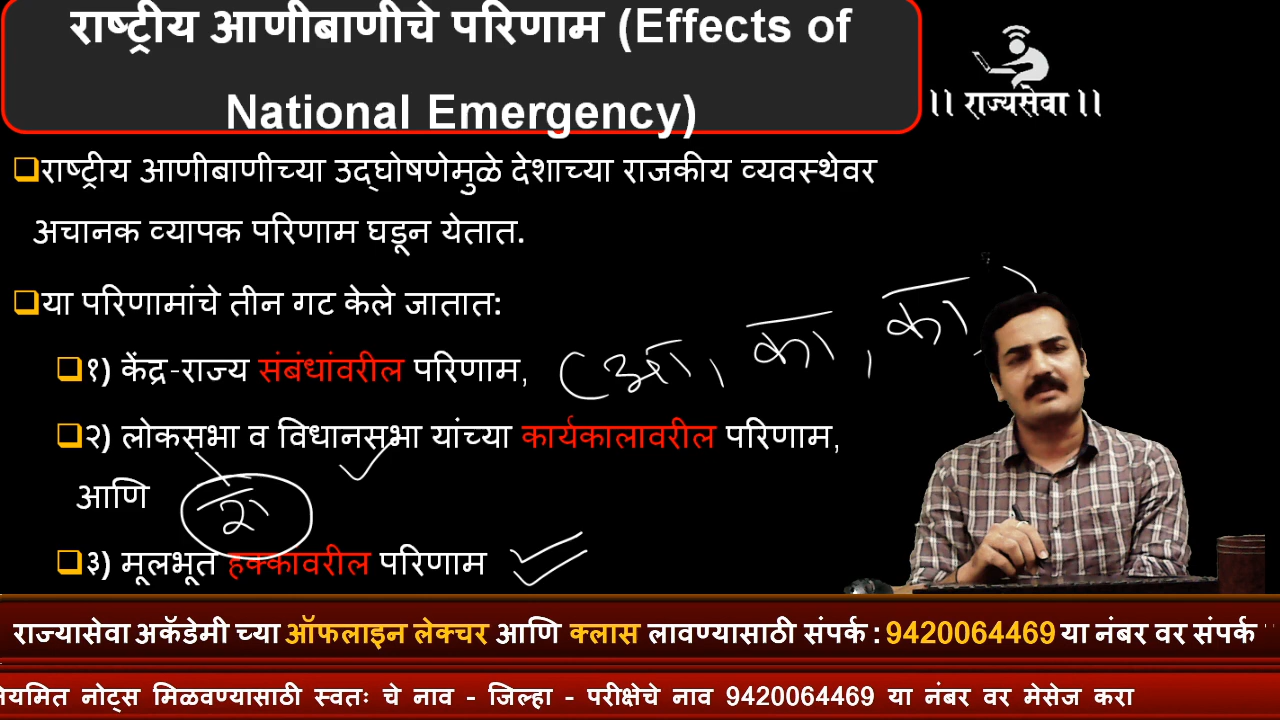 राष्ट्रीय आणीबाणीचे परिणाम (Effects of
National Emergency)
।। राज्यसेवा ।।
राष्ट्रीय आणीबाणीच्या उद्‌घोषणेमुळे देशाच्या राजकीय व्यवस्थेवर
अचानक व्यापक परिणाम घडून येतात.
या परिणामांचे तीन गट केले जातात:
१) केंद्र-राज्य संबंधांवरील परिणाम,
(आ, का, का)
२) लोकसभा व विधानसभा यांच्या कार्यकालावरील परिणाम,
आणि
३) मूलभूत हक्कावरील परिणाम
राज्यासेवा अकॅडेमी च्या ऑफलाइन लेक्चर आणि क्लास लावण्यासाठी संपर्क : 9420064469 या नंबर वर संपर्क
नियमित नोट्स मिळवण्यासाठी स्वतः चे नाव - जिल्हा - परीक्षेचे नाव 9420064469 या नंबर वर मेसेज करा